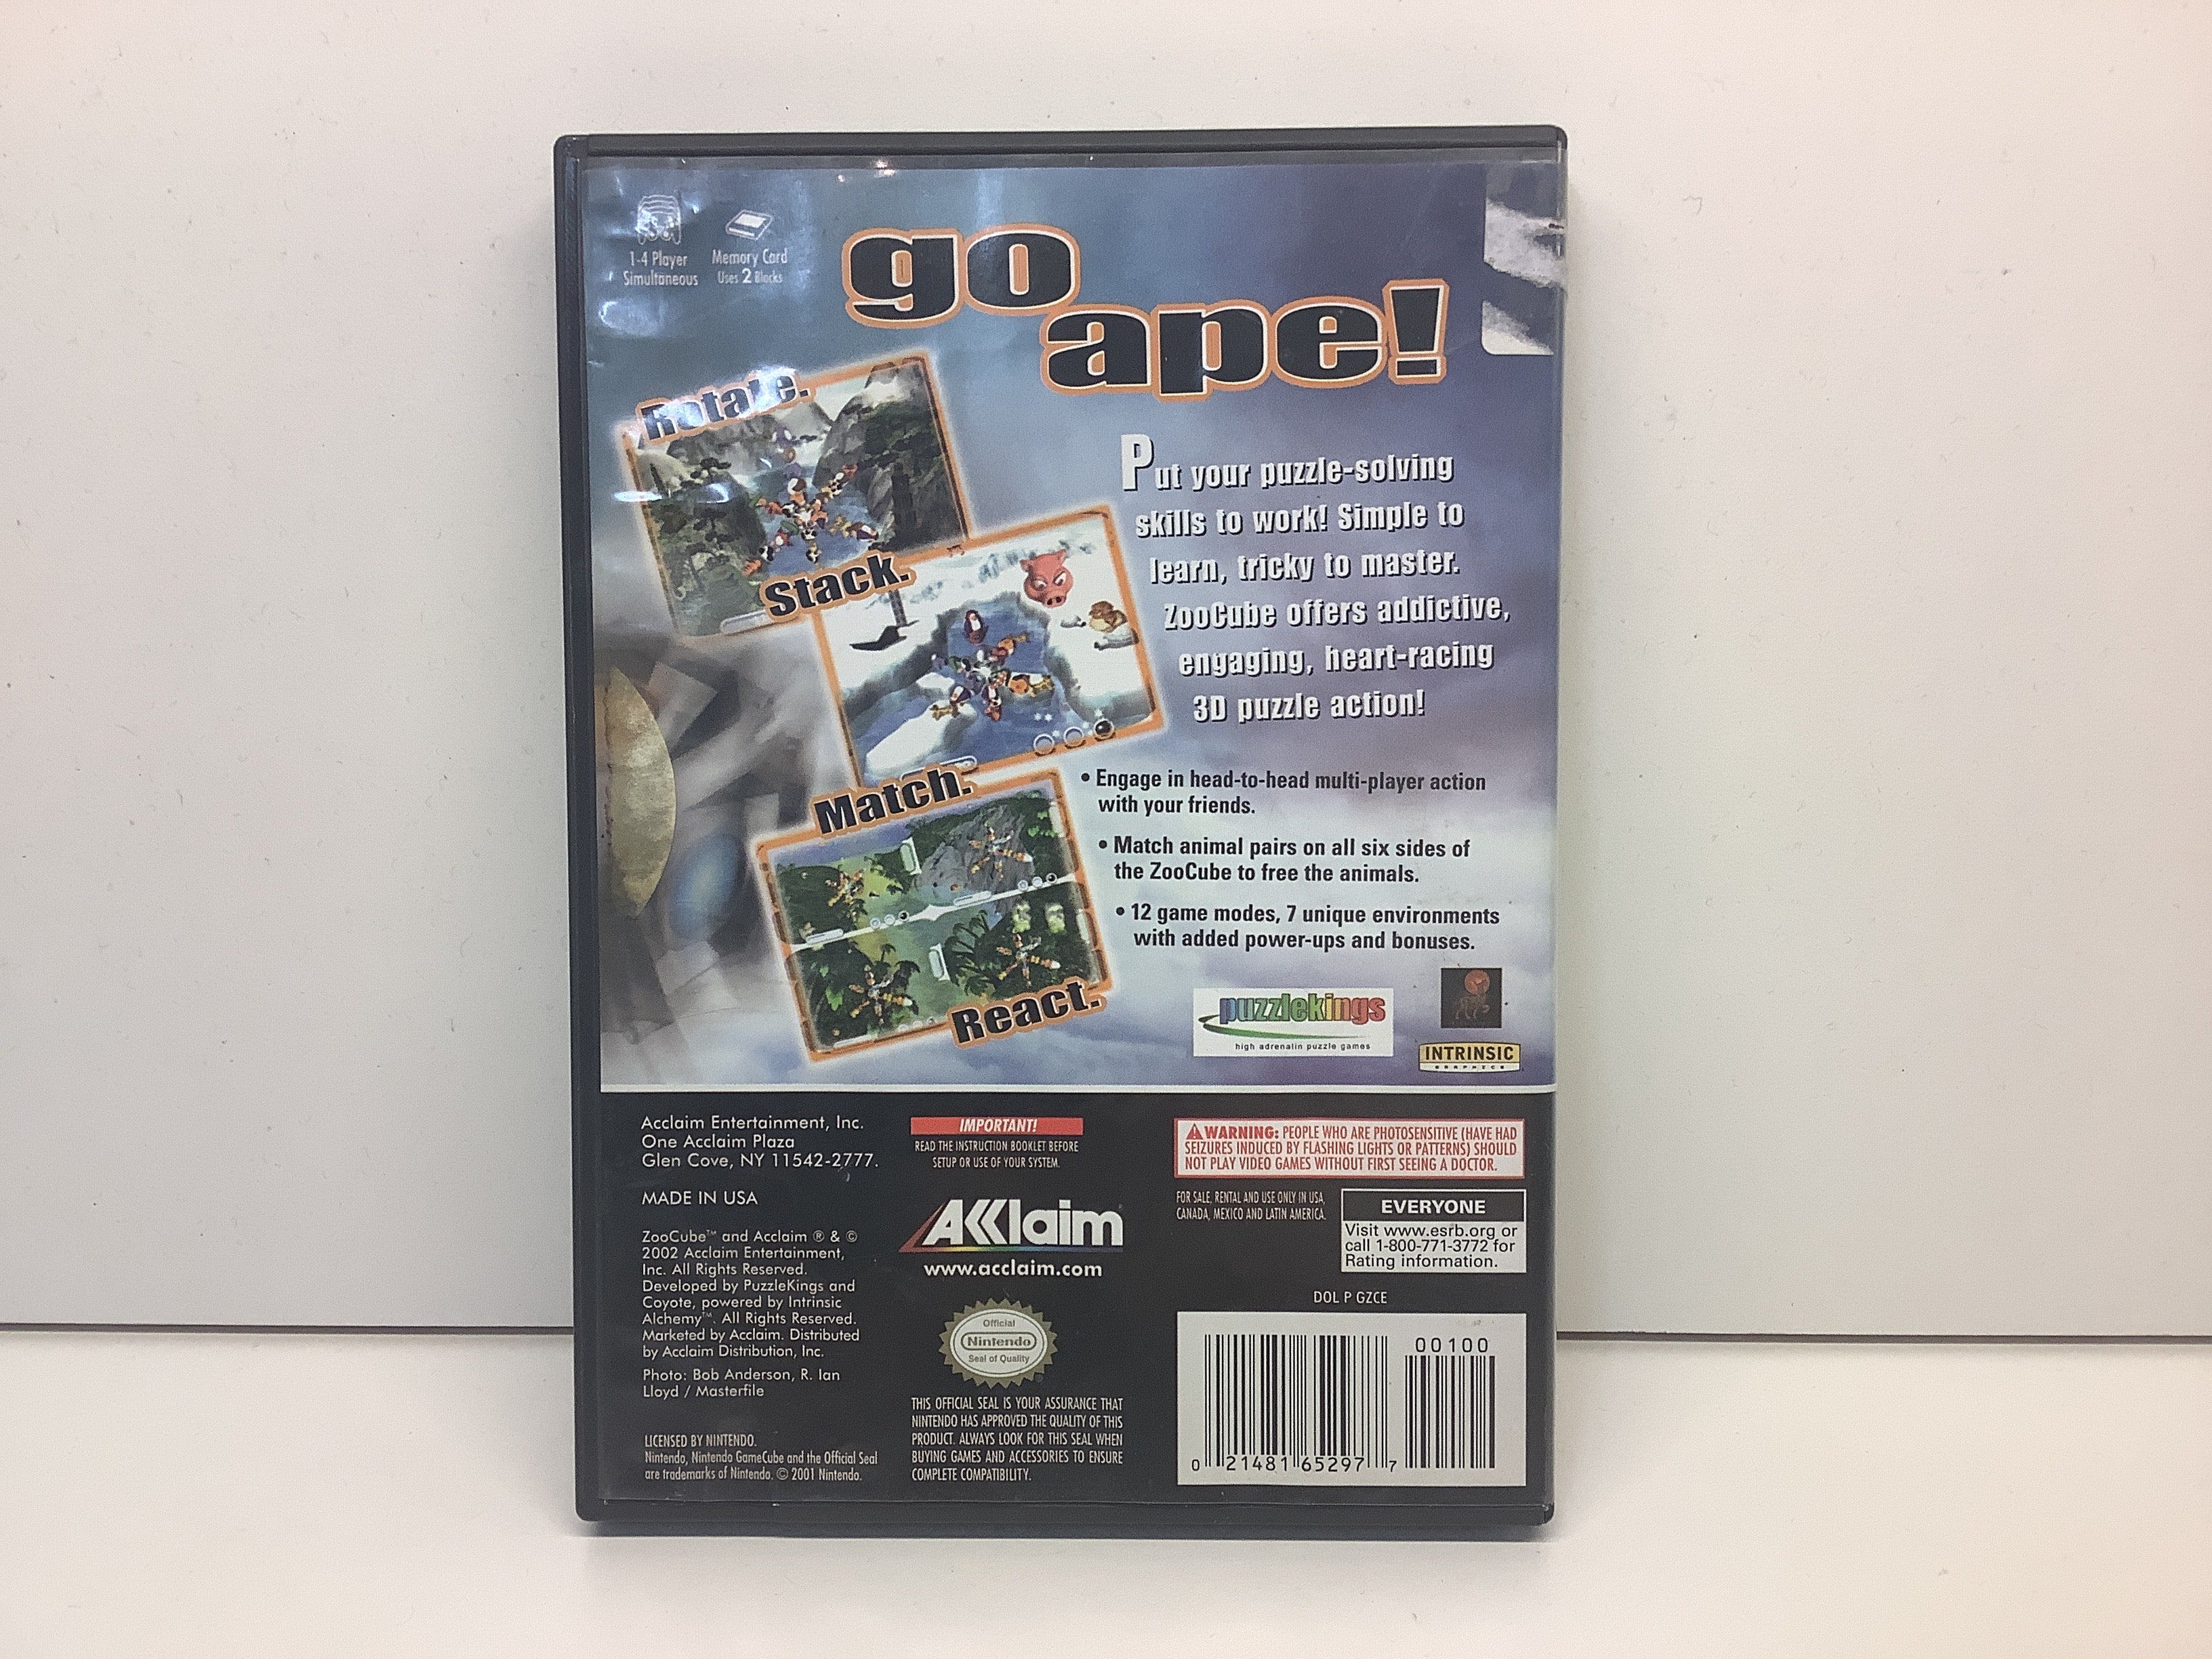 1-4 Player
Simultaneous
Memory Card
Uses 2 Blocks
go
ape!
Rotate.
Stack.
Match.
React.
Put your puzzle-solving
skills to work! Simple to
learn, tricky to master.
ZooCube offers addictive,
engaging, heart-racing
3D puzzle action!
• Engage in head-to-head multi-player action
with your friends.
• Match animal pairs on all six sides of
the ZooCube to free the animals.
• 12 game modes, 7 unique environments
with added power-ups and bonuses.
puzzlekings
high adrenalin puzzle games
INTRINSIC
GRAPHICS
Acclaim Entertainment, Inc.
One Acclaim Plaza
Glen Cove, NY 11542-2777.
MADE IN USA
ZooCube™ and Acclaim ® & ©
2002 Acclaim Entertainment,
Inc. All Rights Reserved.
Developed by PuzzleKings and
Coyote, powered by Intrinsic
Alchemy™. All Rights Reserved.
Marketed by Acclaim. Distributed
by Acclaim Distribution, Inc.
Photo: Bob Anderson, R. Ian
Lloyd / Masterfile
LICENSED BY NINTENDO.
Nintendo, Nintendo GameCube and the Official Seal
are trademarks of Nintendo. © 2001 Nintendo.
IMPORTANT!
READ THE INSTRUCTION BOOKLET BEFORE
SETUP OR USE OF YOUR SYSTEM.
AKKlaim
www.acclaim.com
Official
Nintendo
Seal of Quality
THIS OFFICIAL SEAL IS YOUR ASSURANCE THAT
NINTENDO HAS APPROVED THE QUALITY OF THIS
PRODUCT. ALWAYS LOOK FOR THIS SEAL WHEN
BUYING GAMES AND ACCESSORIES TO ENSURE
COMPLETE COMPATIBILITY.
WARNING: PEOPLE WHO ARE PHOTOSENSITIVE (HAVE HAD
SEIZURES INDUCED BY FLASHING LIGHTS OR PATTERNS) SHOULD
NOT PLAY VIDEO GAMES WITHOUT FIRST SEEING A DOCTOR.
FOR SALE, RENTAL AND USE ONLY IN USA,
CANADA, MEXICO AND LATIN AMERICA.
EVERYONE
Visit www.esrb.org or
call 1-800-771-3772 for
Rating information.
DOL P GZCE
00100
0 21481 65297 7